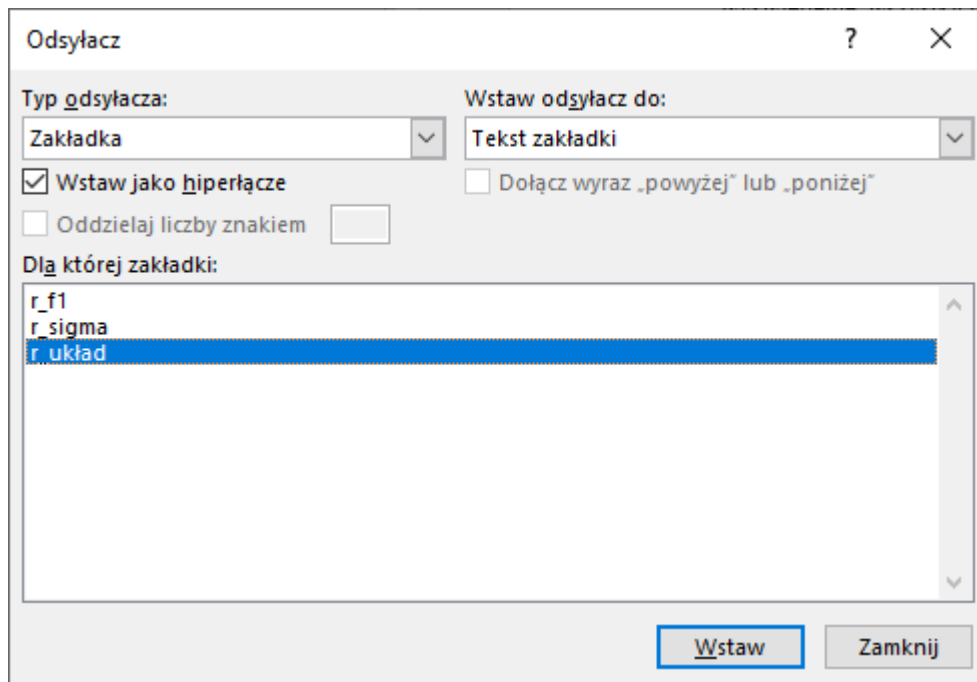 Odsyłacz
?
Typ odsyłacza:
Wstaw odsyłacz do:
Zakładka
Tekst zakładki
Wstaw jako hiperłącze
Dołącz wyraz „powyżej” lub „poniżej”
Oddzielaj liczby znakiem
Dla której zakładki:
r_f1
r_sigma
r_układ
Wstaw
Zamknij